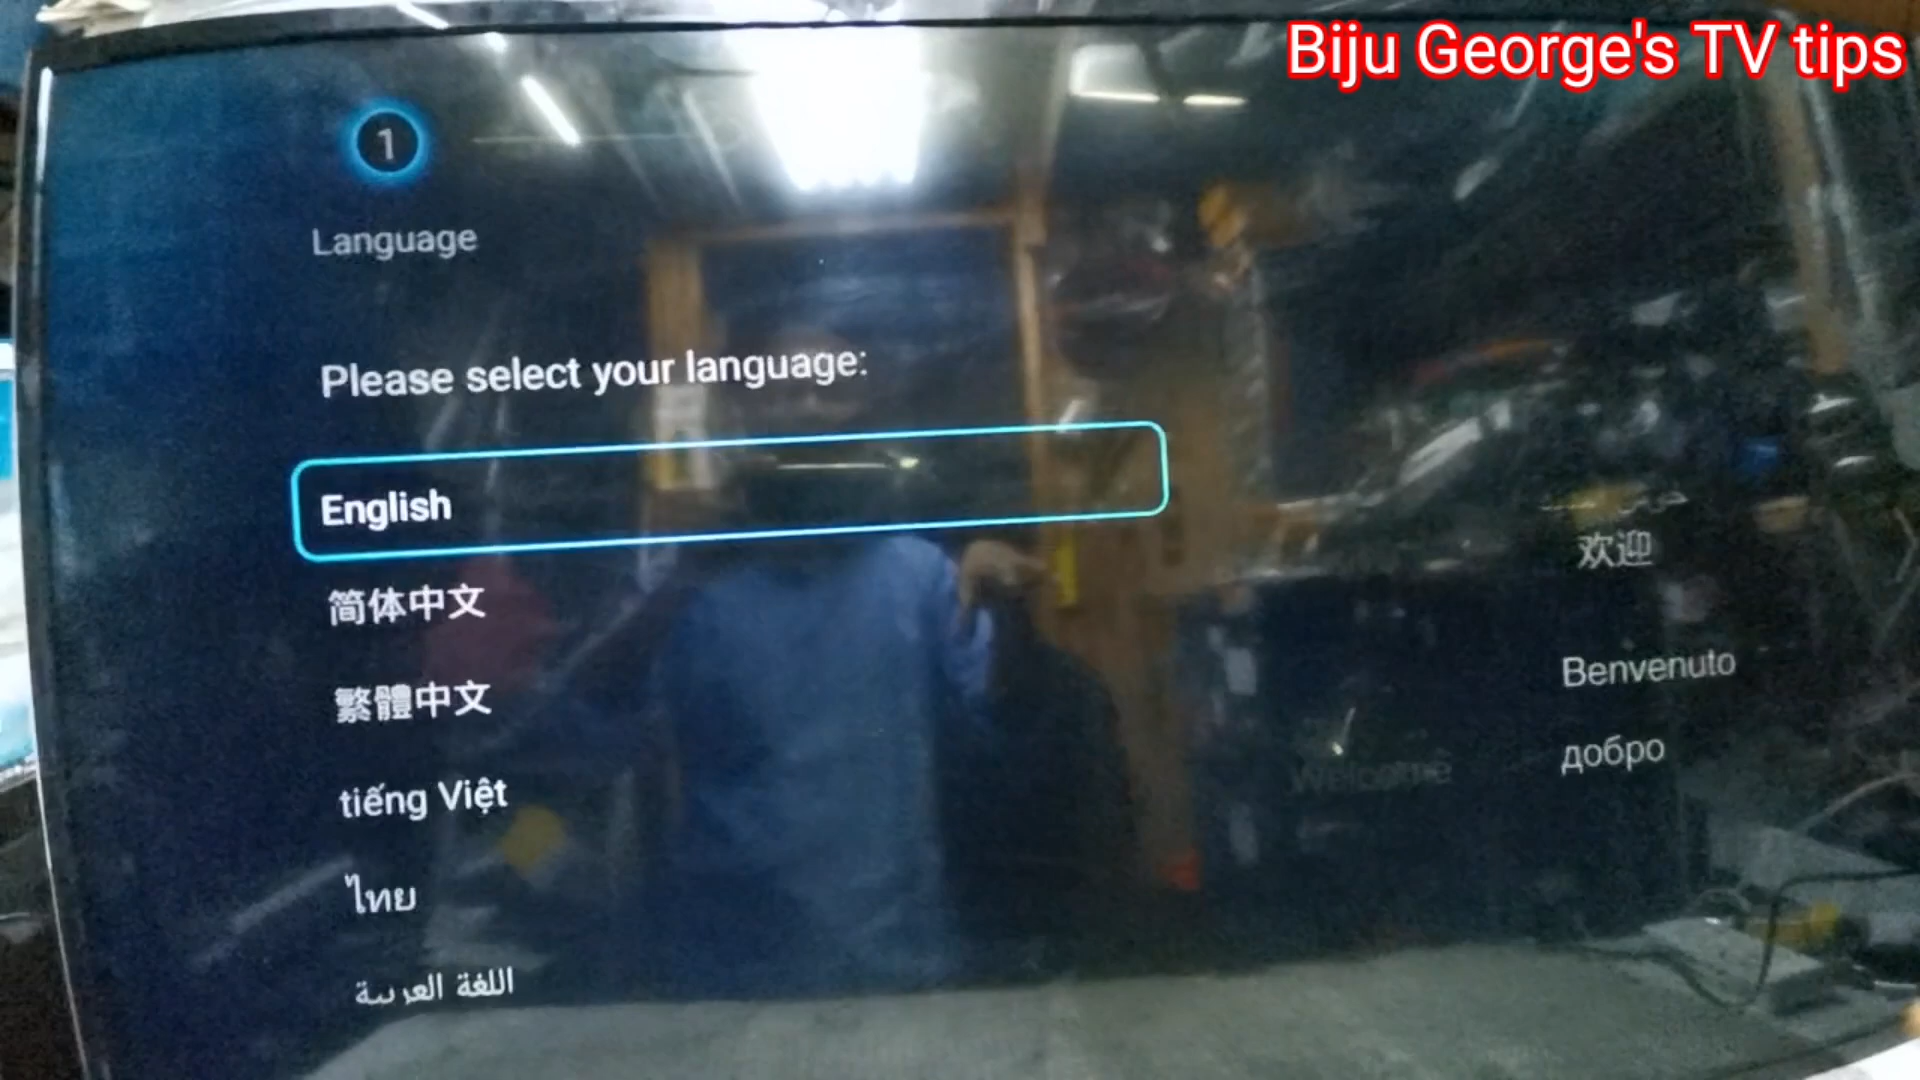 Biju George's TV tips
1
Language
Please select your language:
English
简体中文
繁體中文
tiếng Việt
ไทย
اللغة العربية
欢迎
Benvenuto
добро
Welcome